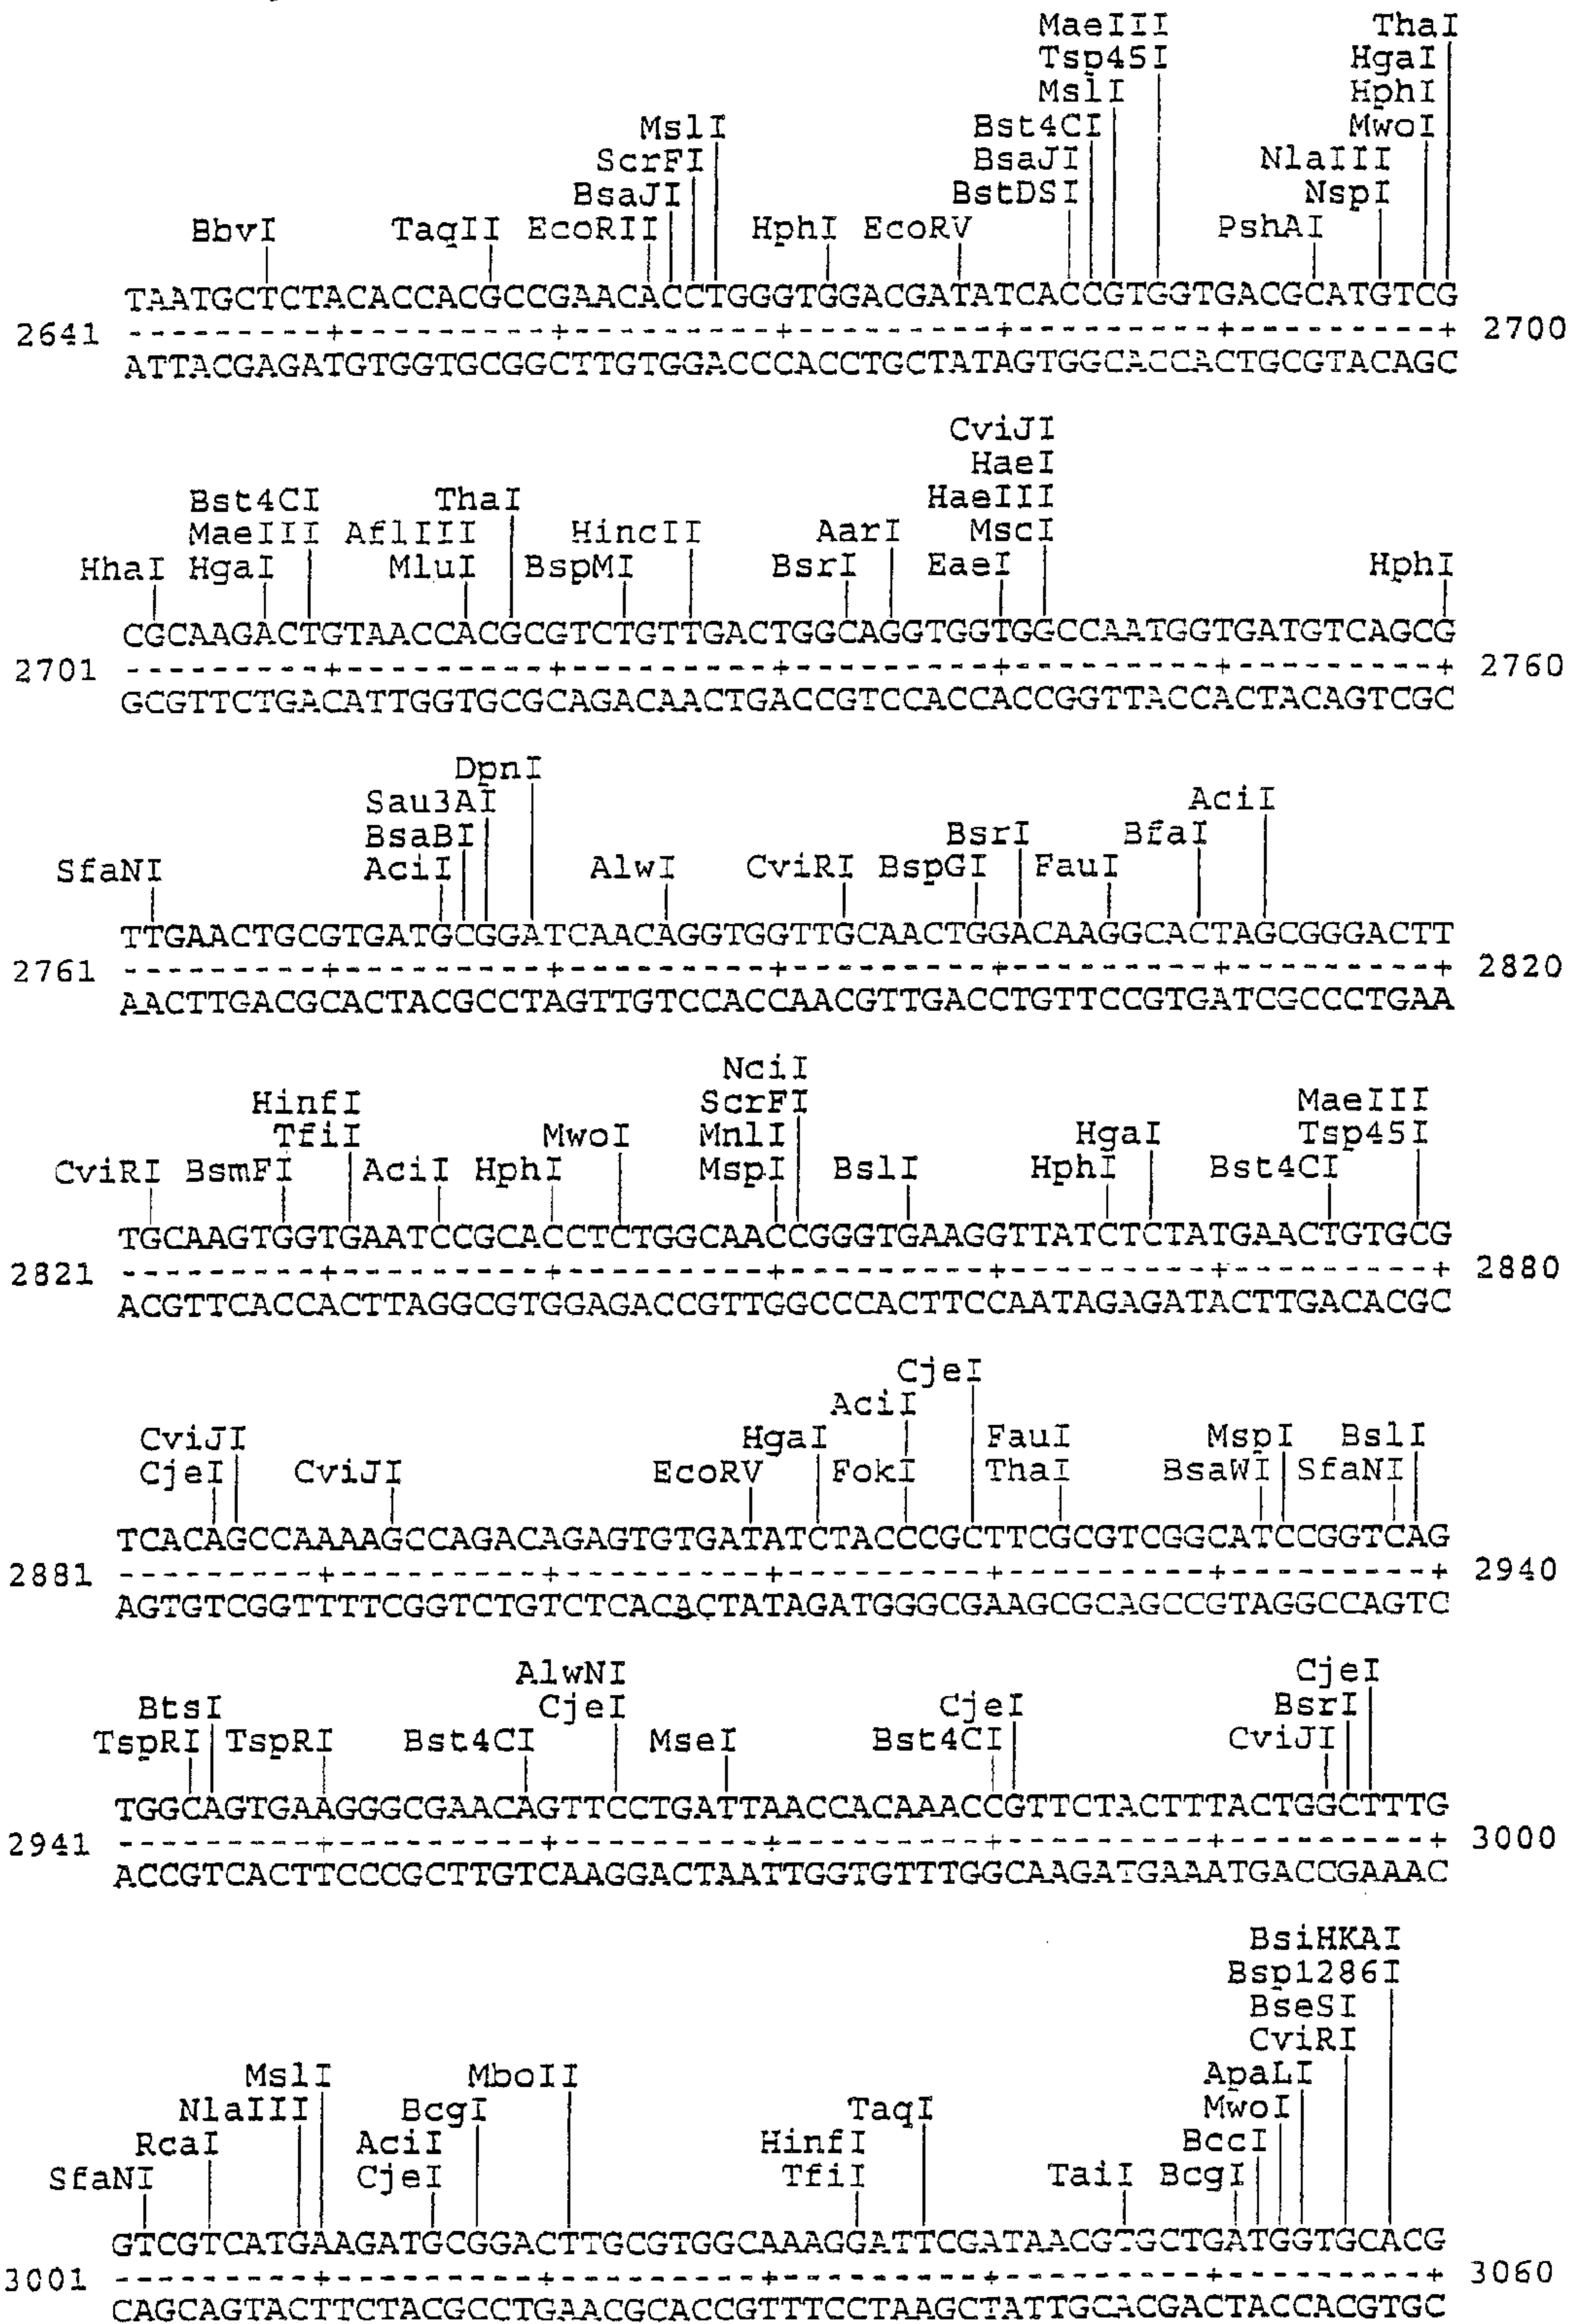 MaeIII ThaI
Tsp45I HgaI
MslI HphI
MslI Bst4CI MwoI
ScrFI BsaJI NlaIII
BsaJI BstDSI NspI
BbvI TaqII EcoRII HphI EcoRV PshAI
TAATGCTCTACACCACGCCGAACACCTGGGTGGACGATATCACCGTGGTGACGCATGTCG
2641 ---------+---------+---------+---------+---------+---------+ 2700
ATTACGAGATGTGGTGCGGCTTGTGGACCCACCTGCTATAGTGGCACCACTGCGTACAGC
CviJI
HaeI
Bst4CI ThaI HaeIII
MaeIII AflIII HincII AarI MscI
HhaI HgaI MluI BspMI BsrI EaeI HphI
CGCAAGACTGTAACCACGCGTCTGTTGACTGGCAGGTGGTGGCCAATGGTGATGTCAGCG
2701 ---------+---------+---------+---------+---------+---------+ 2760
GCGTTCTGACATTGGTGCGCAGACAACTGACCGTCCACCACCGGTTACCACTACAGTCGC
DpnI
Sau3AI AciI
BsaBI BsrI BfaI
SfaNI AciI AlwI CviRI BspGI FauI
TTGAACTGCGTGATGCGGATCAACAGGTGGTTGCAACTGGACAAGGCACTAGCGGGACTT
2761 ---------+---------+---------+---------+---------+---------+ 2820
AACTTGACGCACTACGCCTAGTTGTCCACCAACGTTGACCTGTTCCGTGATCGCCCTGAA
NciI
HinfI ScrFI MaeIII
TfiI MwoI MnlI HgaI Tsp45I
CviRI BsmFI AciI HphI MspI BslI HphI Bst4CI
TGCAAGTGGTGAATCCGCACCTCTGGCAACCGGGTGAAGGTTATCTCTATGAACTGTGCG
2821 ---------+---------+---------+---------+---------+---------+ 2880
ACGTTCACCACTTAGGCGTGGAGACCGTTGGCCCACTTCCAATAGAGATACTTGACACGC
CjeI
AciI
CviJI HgaI FauI MspI BslI
CjeI CviJI EcoRV FokI ThaI BsaWI SfaNI
TCACAGCCAAAAGCCAGACAGAGTGTGATATCTACCCGCTTCGCGTCGGCATCCGGTCAG
2881 ---------+---------+---------+---------+---------+---------+ 2940
AGTGTCGGTTTTCGGTCTGTCTCACACTATAGATGGGCGAAGCGCAGCCGTAGGCCAGTC
AlwNI CjeI
BtsI CjeI CjeI BsrI
TspRI TspRI Bst4CI MseI Bst4CI CviJI
TGGCAGTGAAGGGCGAACAGTTCCTGATTAACCACAAACCGTTCTACTTTACTGGCTTTG
2941 ---------+---------+---------+---------+---------+---------+ 3000
ACCGTCACTTCCCGCTTGTCAAGGACTAATTGGTGTTTGGCAAGATGAAATGACCGAAAC
BsiHKAI
Bsp1286I
BseSI
CviRI
MslI MboII ApaLI
NlaIII BcgI TaqI MwoI
RcaI AciI HinfI BccI
SfaNI CjeI TfiI TaiI BcgI
GTCGTCATGAAGATGCGGACTTGCGTGGCAAAGGATTCGATAACGTGCTGATGGTGCACG
3001 ---------+---------+---------+---------+---------+---------+ 3060
CAGCAGTACTTCTACGCCTGAACGCACCGTTTCCTAAGCTATTGCACGACTACCACGTGC